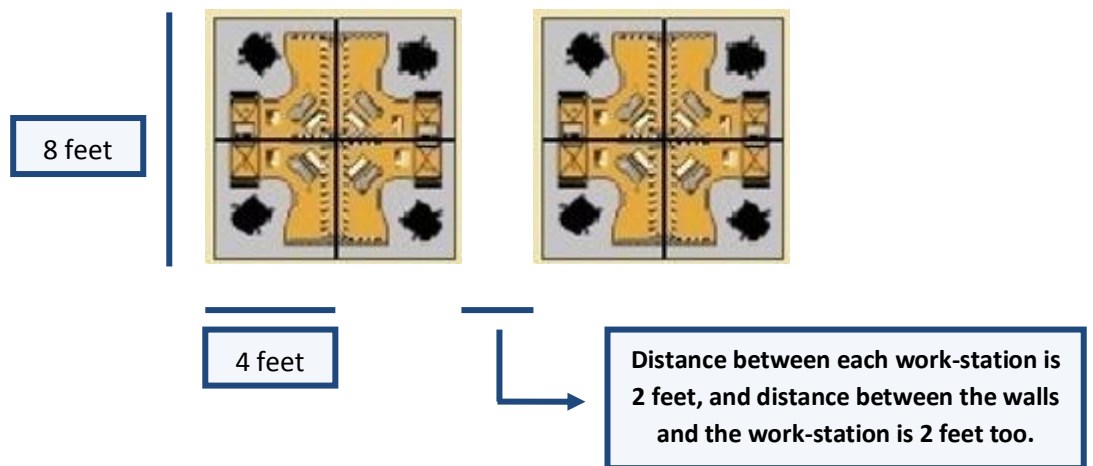 8 feet
4 feet
Distance between each work-station is
2 feet, and distance between the walls
and the work-station is 2 feet too.